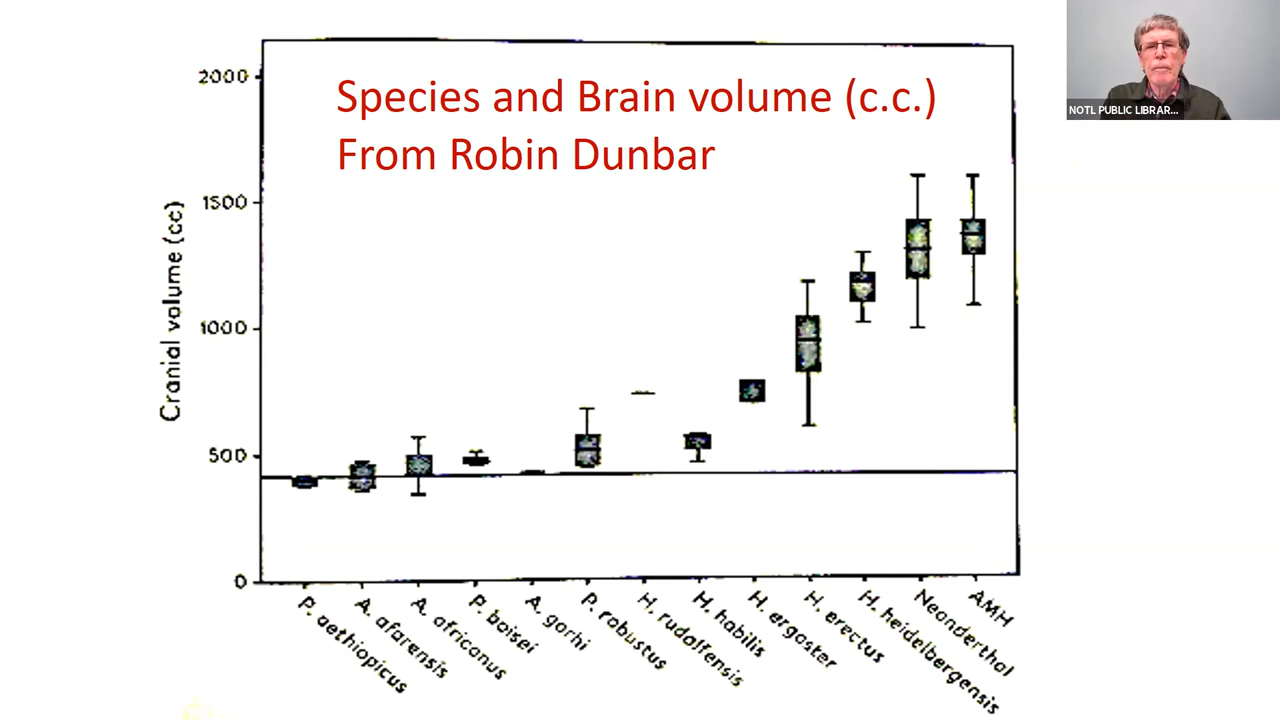 Species and Brain volume (c.c.)
From Robin Dunbar
NOTL PUBLIC LIBRAR...
Cranial volume (cc)
2000
1500
1000
500
0
P. aethiopicus
A. afarensis
A. africanus
P. boisei
A. garhi
P. robustus
H. rudolfensis
H. habilis
H. ergaster
H. erectus
H. heidelbergensis
Neonderthal
AMH